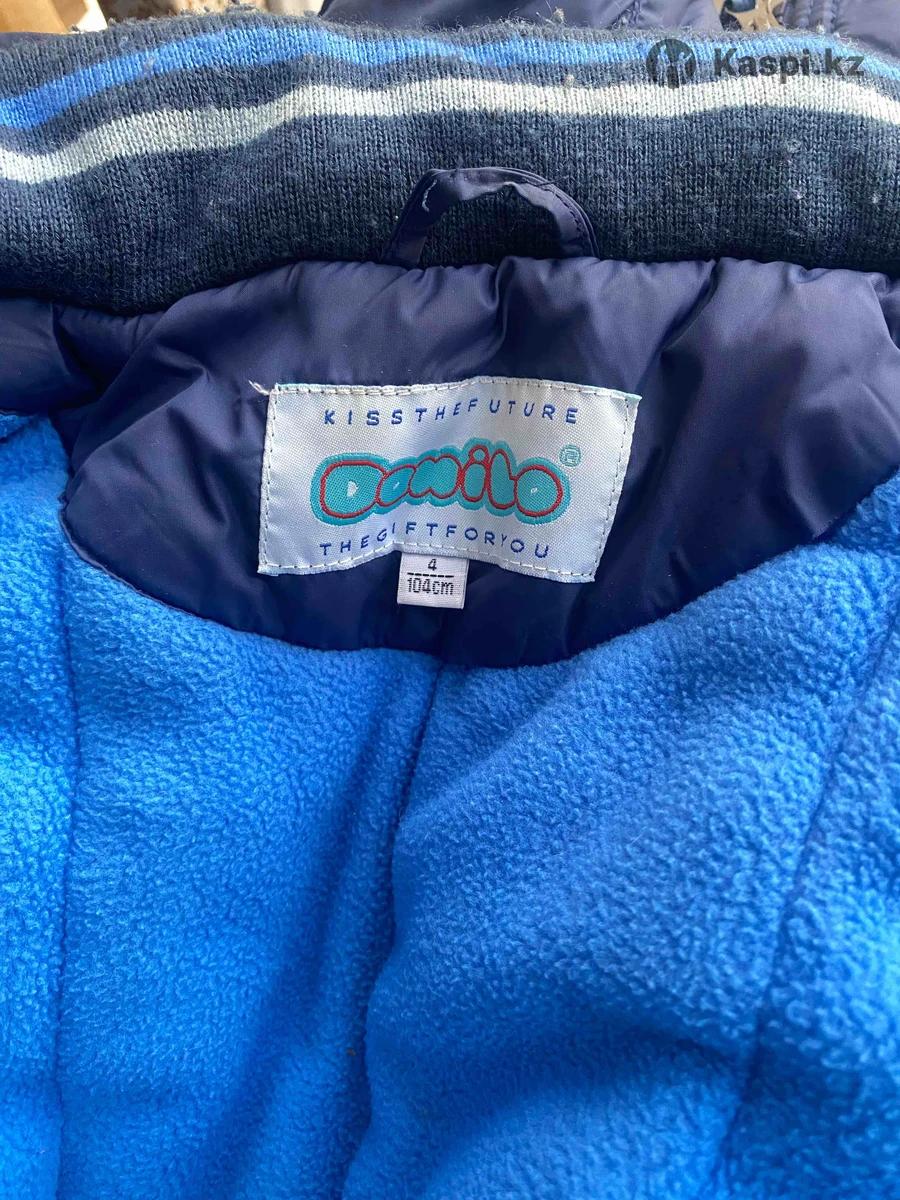 Kaspi.kz
KISSTHEFUTURE
Danilo®
THEGIFTFORYOU
4
104cm